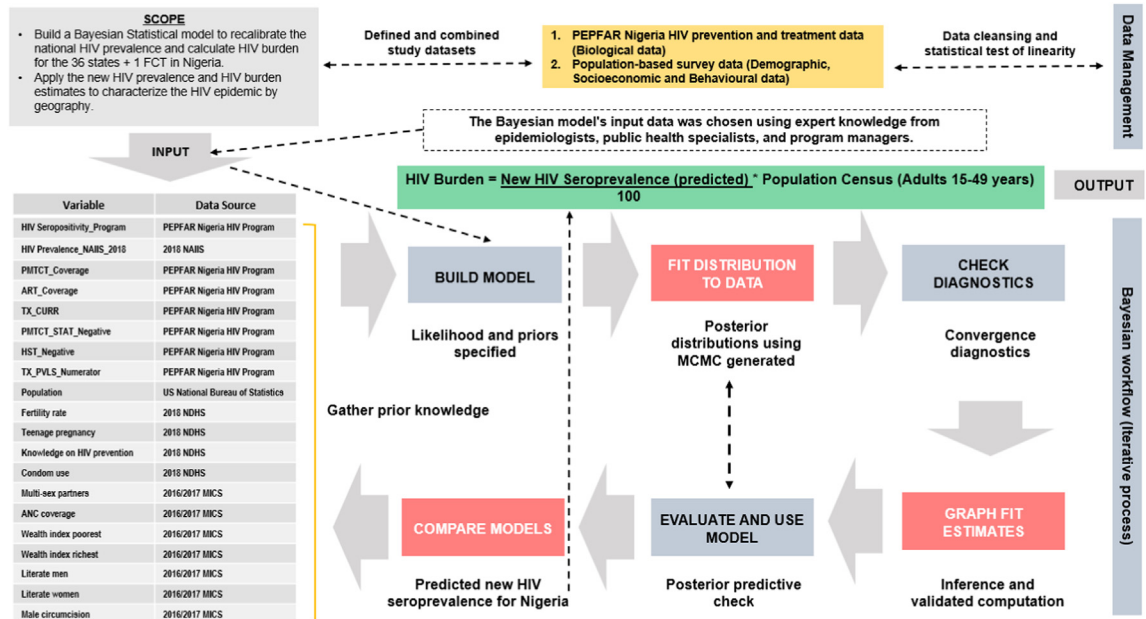 SCOPE
• Build a Bayesian Statistical model to recalibrate the
national HIV prevalence and calculate HIV burden
for the 36 states + 1 FCT in Nigeria.
• Apply the new HIV prevalence and HIV burden
estimates to characterize the HIV epidemic by
geography.
Defined and combined
study datasets
1. PEPFAR Nigeria HIV prevention and treatment data
(Biological data)
2. Population-based survey data (Demographic,
Socioeconomic and Behavioural data)
Data cleansing and
statistical test of linearity
Data Management
The Bayesian model's input data was chosen using expert knowledge from
epidemiologists, public health specialists, and program managers.
INPUT
HIV Burden = New HIV Seroprevalence (predicted) * Population Census (Adults 15-49 years)
100
OUTPUT
Variable Data Source
HIV Seropositivity_Program PEPFAR Nigeria HIV Program
HIV Prevalence_NAIIS_2018 2018 NAIIS
PMTCT_Coverage PEPFAR Nigeria HIV Program
ART_Coverage PEPFAR Nigeria HIV Program
TX_CURR PEPFAR Nigeria HIV Program
PMTCT_STAT_Negative PEPFAR Nigeria HIV Program
HST_Negative PEPFAR Nigeria HIV Program
TX_PVLS_Numerator PEPFAR Nigeria HIV Program
Population US National Bureau of Statistics
Fertility rate 2018 NDHS
Teenage pregnancy 2018 NDHS
Knowledge on HIV prevention 2018 NDHS
Condom use 2018 NDHS
Multi-sex partners 2016/2017 MICS
ANC coverage 2016/2017 MICS
Wealth index poorest 2016/2017 MICS
Wealth index richest 2016/2017 MICS
Literate men 2016/2017 MICS
Literate women 2016/2017 MICS
Male circumcision 2016/2017 MICS
Gather prior knowledge
BUILD MODEL
Likelihood and priors
specified
FIT DISTRIBUTION
TO DATA
Posterior
distributions using
MCMC generated
CHECK
DIAGNOSTICS
Convergence
diagnostics
GRAPH FIT
ESTIMATES
Inference and
validated computation
EVALUATE AND USE
MODEL
Posterior predictive
check
COMPARE MODELS
Predicted new HIV
seroprevalence for Nigeria
Bayesian workflow (Iterative process)